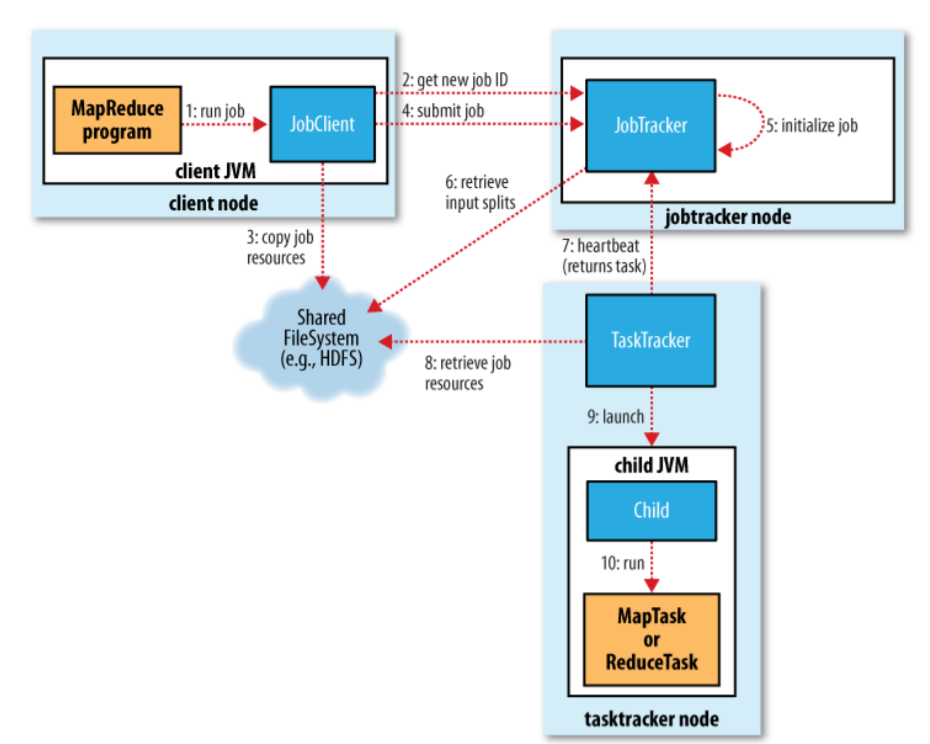 MapReduce
program
1: run job
JobClient
client JVM
client node
2: get new job ID
4: submit job
JobTracker
5: initialize job
jobtracker node
3: copy job
resources
6: retrieve
input splits
7: heartbeat
(returns task)
Shared
FileSystem
(e.g., HDFS)
8: retrieve job
resources
TaskTracker
9: launch
child JVM
Child
10: run
MapTask
or
ReduceTask
tasktracker node